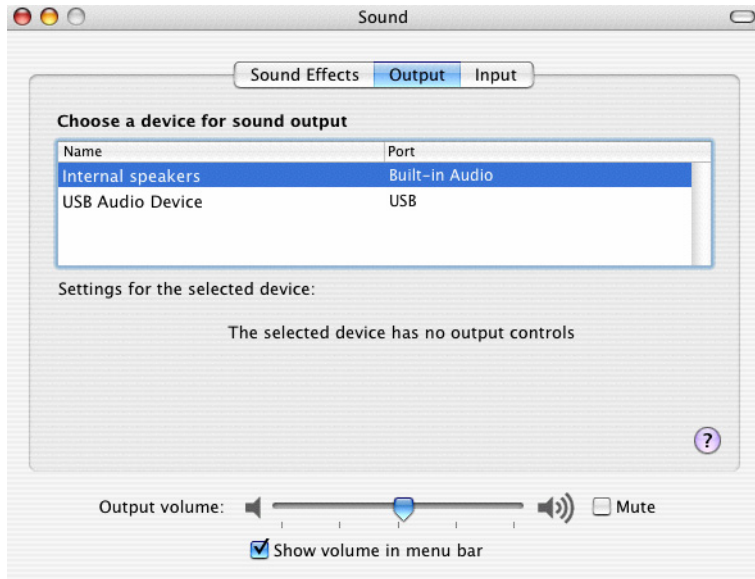 Sound
Sound Effects Output Input
Choose a device for sound output
Name Port
Internal speakers Built-in Audio
USB Audio Device USB
Settings for the selected device:
The selected device has no output controls
?
Output volume: Mute
Show volume in menu bar